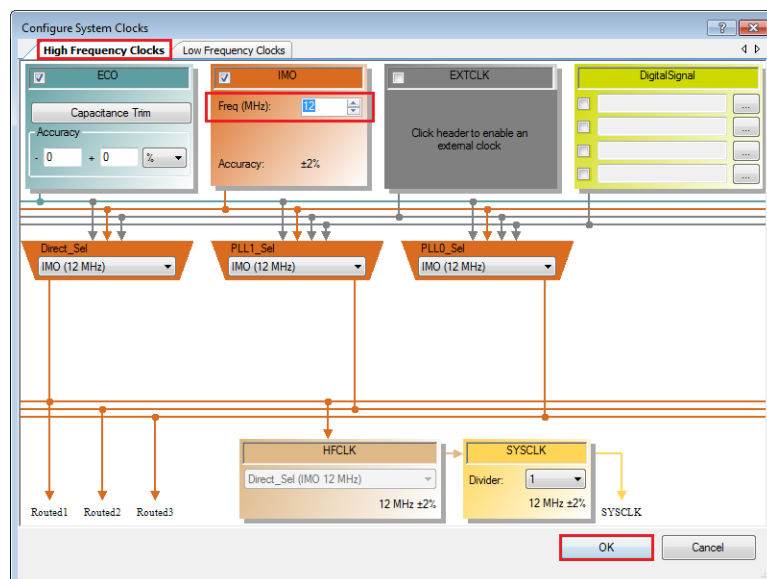 Configure System Clocks
High Frequency Clocks
Low Frequency Clocks
ECO
Capacitance Trim
Accuracy
- 0 + 0 %
IMO
Freq (MHz): 12
Accuracy: ±2%
EXTCLK
Click header to enable an
external clock
DigitalSignal
...
...
...
...
Direct_Sel
IMO (12 MHz)
PLL1_Sel
IMO (12 MHz)
PLL0_Sel
IMO (12 MHz)
HFCLK
Direct_Sel (IMO 12 MHz)
12 MHz ±2%
SYSCLK
Divider: 1
12 MHz ±2%
Routed1 Routed2 Routed3
SYSCLK
OK
Cancel